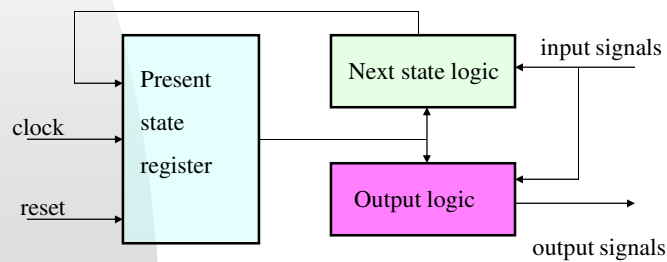 Present
state
register
Next state logic
input signals
clock
reset
Output logic
output signals